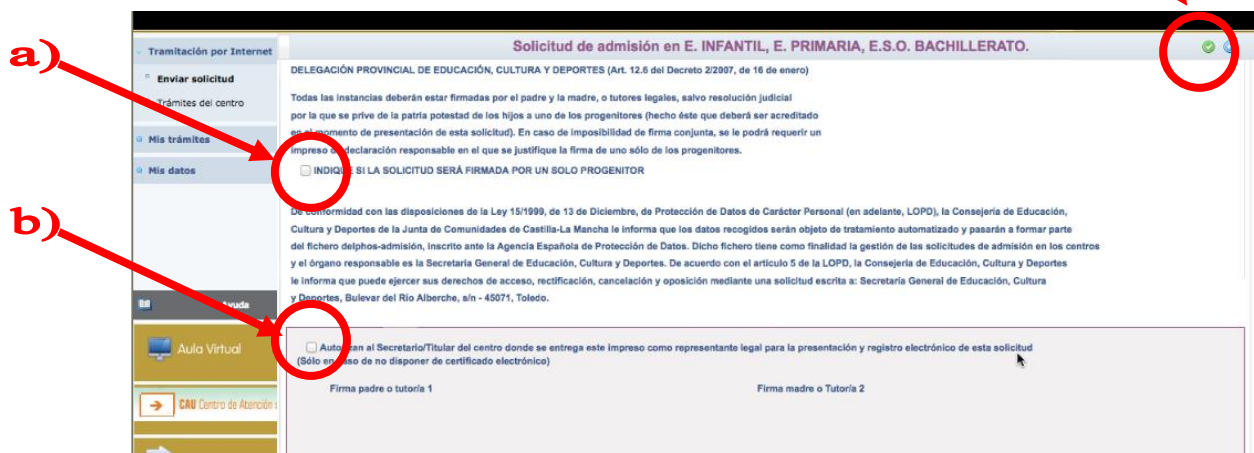 Solicitud de admisión en E. INFANTIL, E. PRIMARIA, E.S.O. BACHILLERATO.
a)
Tramitación por Internet
Enviar solicitud
Trámites del centro
Mis trámites
Mis datos
DELEGACIÓN PROVINCIAL DE EDUCACIÓN, CULTURA Y DEPORTES (Art. 12.6 del Decreto 2/2007, de 16 de enero)
Todas las instancias deberán estar firmadas por el padre y la madre, o tutores legales, salvo resolución judicial
por la que se prive de la patria potestad de los hijos a uno de los progenitores (hecho éste que deberá ser acreditado
en el momento de presentación de esta solicitud). En caso de imposibilidad de firma conjunta, se le podrá requerir un
impreso de declaración responsable en el que se justifique la firma de uno sólo de los progenitores.
INDIQUE SI LA SOLICITUD SERÁ FIRMADA POR UN SOLO PROGENITOR
b)
De conformidad con las disposiciones de la Ley 15/1999, de 13 de Diciembre, de Protección de Datos de Carácter Personal (en adelante, LOPD), la Consejería de Educación,
Cultura y Deportes de la Junta de Comunidades de Castilla-La Mancha le informa que los datos recogidos serán objeto de tratamiento automatizado y pasarán a formar parte
del fichero delphos-admisión, inscrito ante la Agencia Española de Protección de Datos. Dicho fichero tiene como finalidad la gestión de las solicitudes de admisión en los centros
y el órgano responsable es la Secretaría General de Educación, Cultura y Deportes. De acuerdo con el artículo 5 de la LOPD, la Consejería de Educación, Cultura y Deportes
le informa que puede ejercer sus derechos de acceso, rectificación, cancelación y oposición mediante una solicitud escrita a: Secretaría General de Educación, Cultura
y Deportes, Bulevar del Río Alberche, s/n - 45071, Toledo.
Ayuda
Aula Virtual
CAU Centro de Atención
Autorizan al Secretario/Titular del centro donde se entrega este impreso como representante legal para la presentación y registro electrónico de esta solicitud
(Sólo en caso de no disponer de certificado electrónico)
Firma padre o tutor/a 1
Firma madre o Tutor/a 2